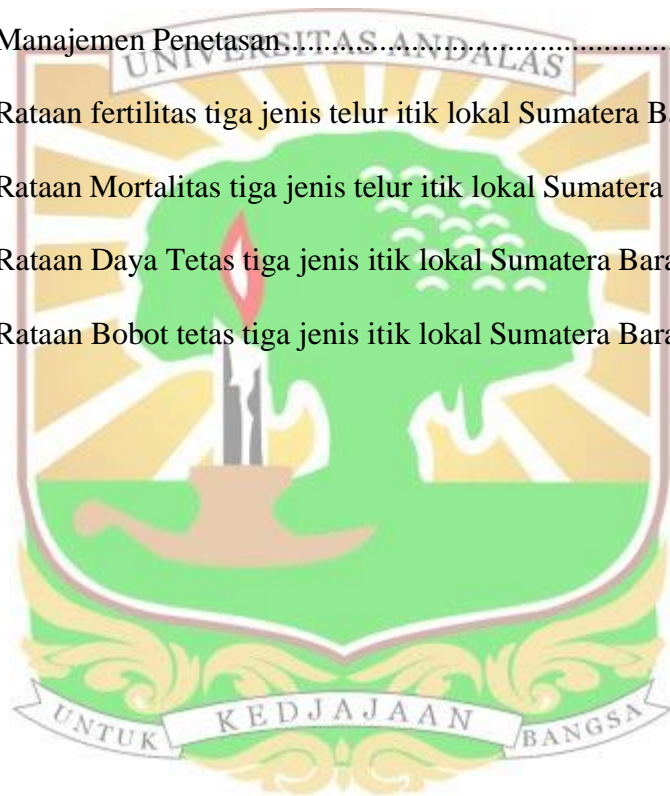 Manajemen Penetasan................................................
UNIVERSITAS ANDALAS
Rataan fertilitas tiga jenis telur itik lokal Sumatera B
Rataan Mortalitas tiga jenis telur itik lokal Sumatera
Rataan Daya Tetas tiga jenis itik lokal Sumatera Bara
Rataan Bobot tetas tiga jenis itik lokal Sumatera Bara
UNTUK KEDJAJAAN BANGSA